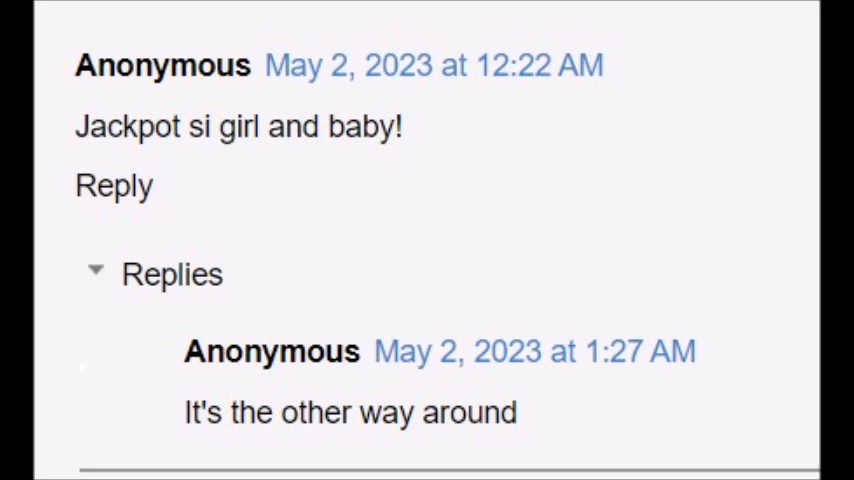 Anonymous May 2, 2023 at 12:22 AM
Jackpot si girl and baby!
Reply
Replies
Anonymous May 2, 2023 at 1:27 AM
It's the other way around